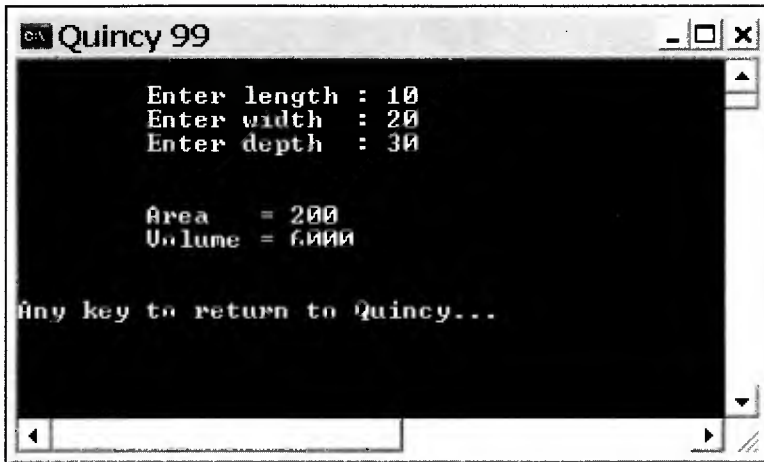 Quincy 99
Enter length : 10
Enter width : 20
Enter depth : 30
Area = 200
Volume = 6000
Any key to return to Quincy...